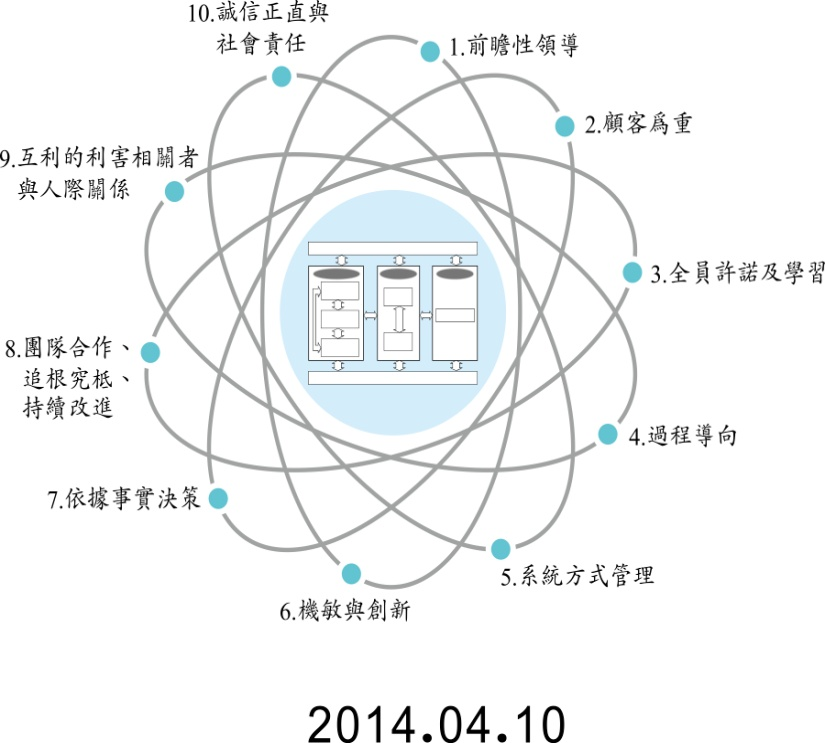 10.誠信正直與
社會責任
1.前瞻性領導
2.顧客為重
9.互利的利害相關者
與人際關係
3.全員許諾及學習
8.團隊合作、
追根究柢、
持續改進
4.過程導向
7.依據事實決策
5.系統方式管理
6.機敏與創新
2014.04.10